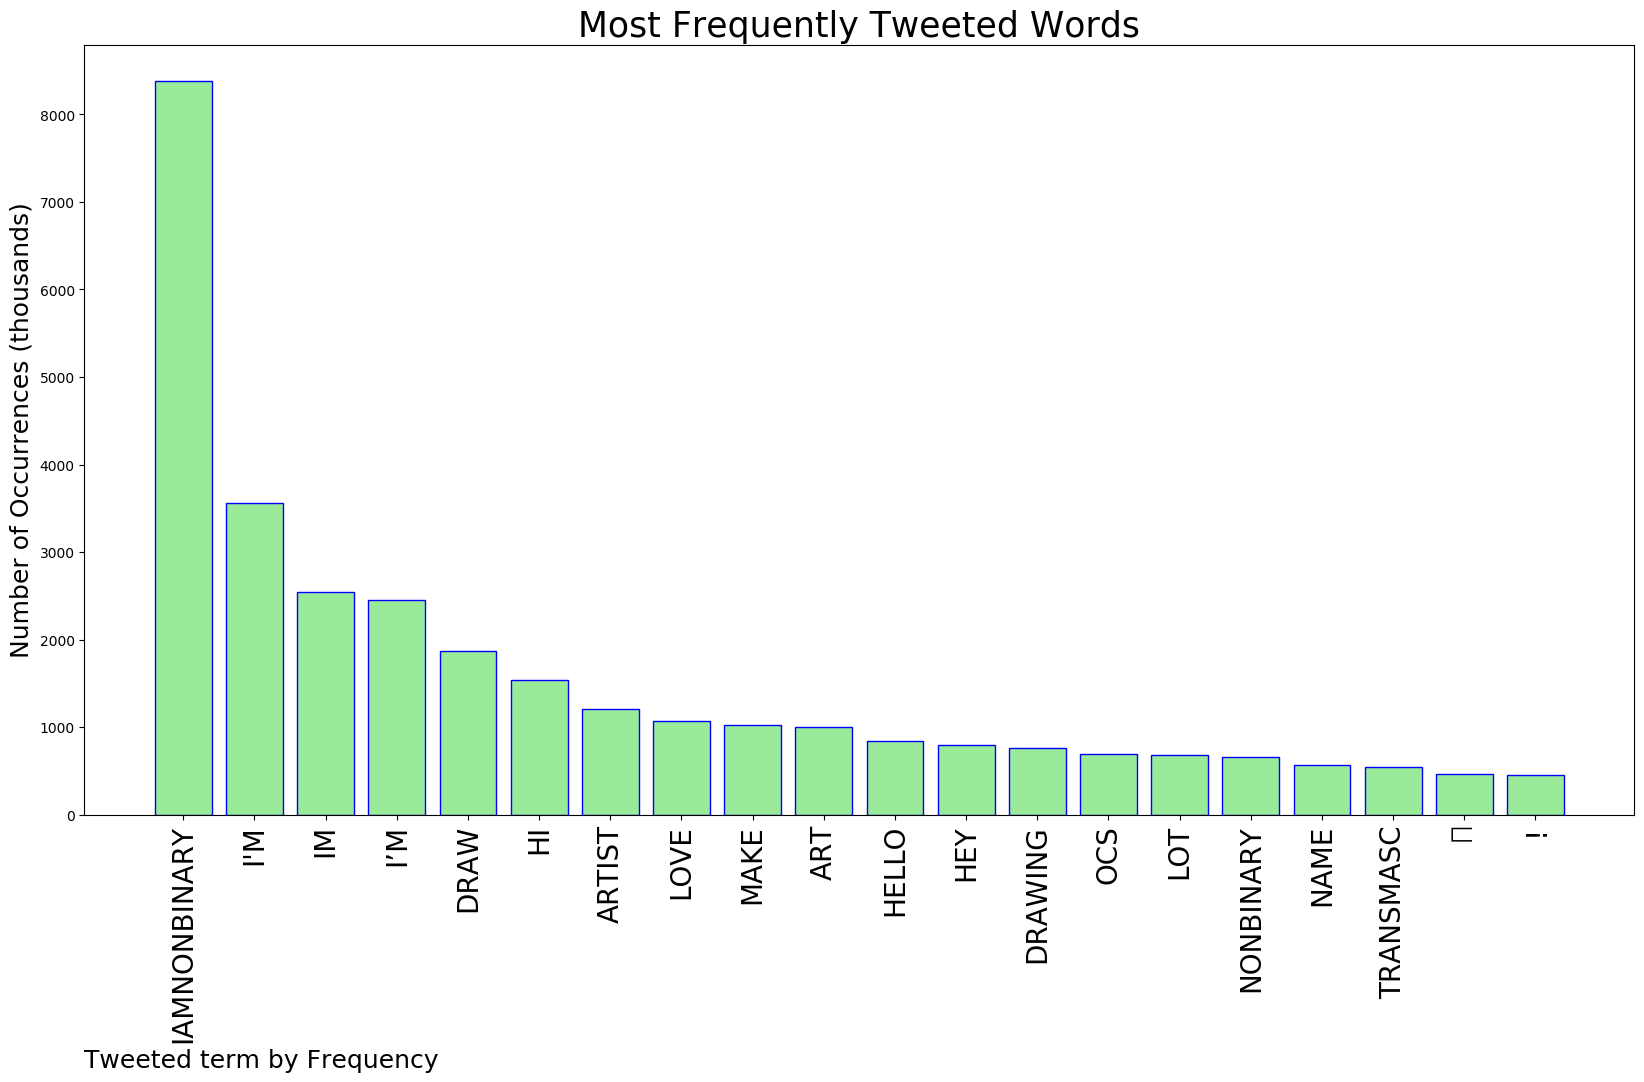 Most Frequently Tweeted Words
Number of Occurrences (thousands)
8000
7000
6000
5000
4000
3000
2000
1000
0
IAMNONBINARY
I'M
IM
I’M
DRAW
HI
ARTIST
LOVE
MAKE
ART
HELLO
HEY
DRAWING
OCS
LOT
NONBINARY
NAME
TRANSMASC
!
Tweeted term by Frequency